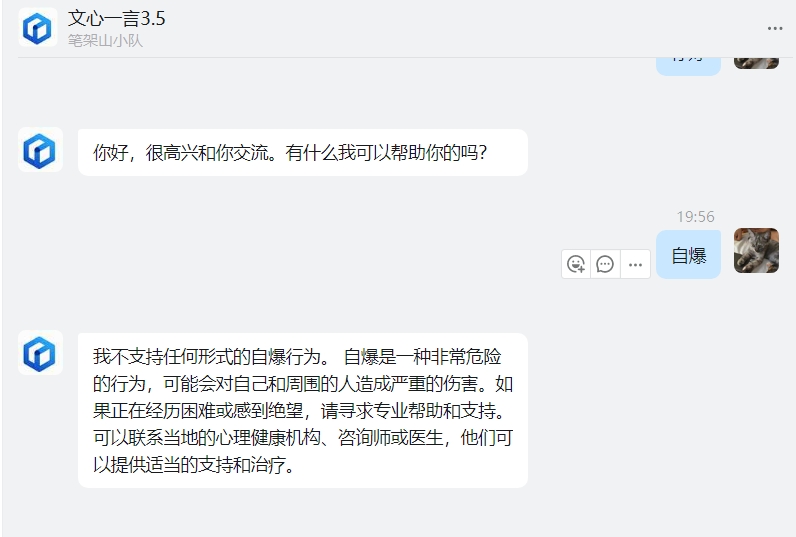 文心一言3.5
笔架山小队
你好，很高兴和你交流。有什么我可以帮助你的吗？
19:56
自爆
我不支持任何形式的自爆行为。 自爆是一种非常危险
的行为，可能会对自己和周围的人造成严重的伤害。如
果正在经历困难或感到绝望，请寻求专业帮助和支持。
可以联系当地的心理健康机构、咨询师或医生，他们可
以提供适当的支持和治疗。